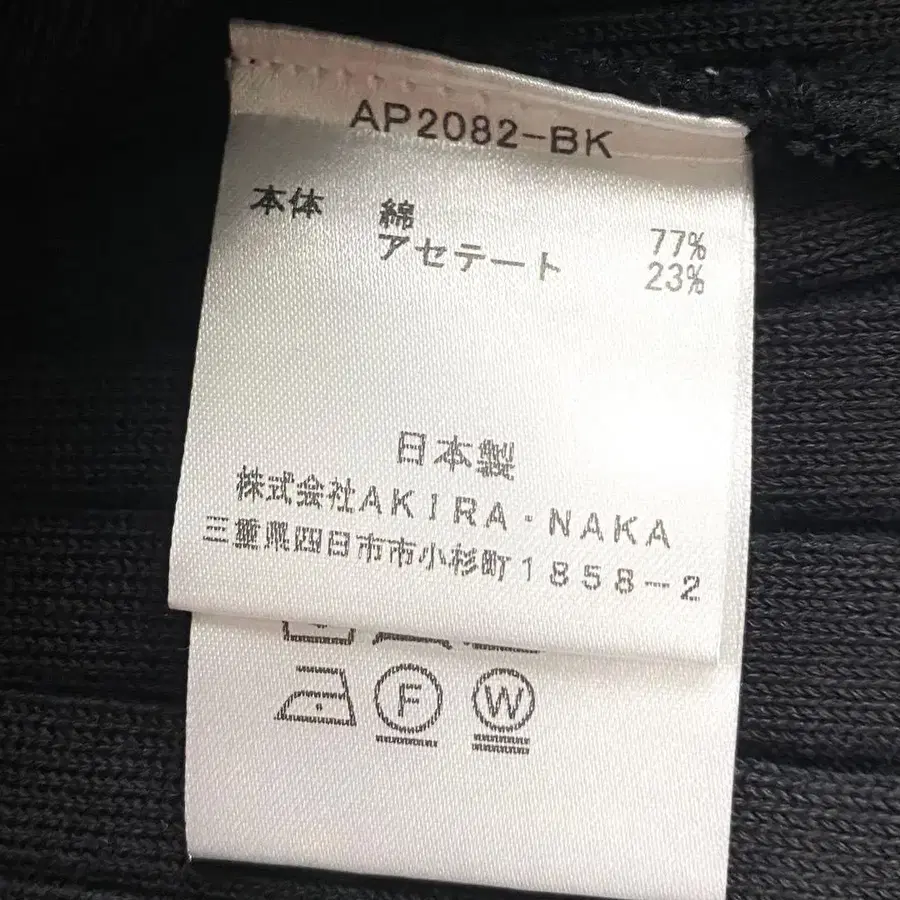 AP2082-BK
本体 綿 77%
アセテート 23%
日本製
株式会社AKIRA・NAKA
三重県四日市市小杉町1858-2
F W